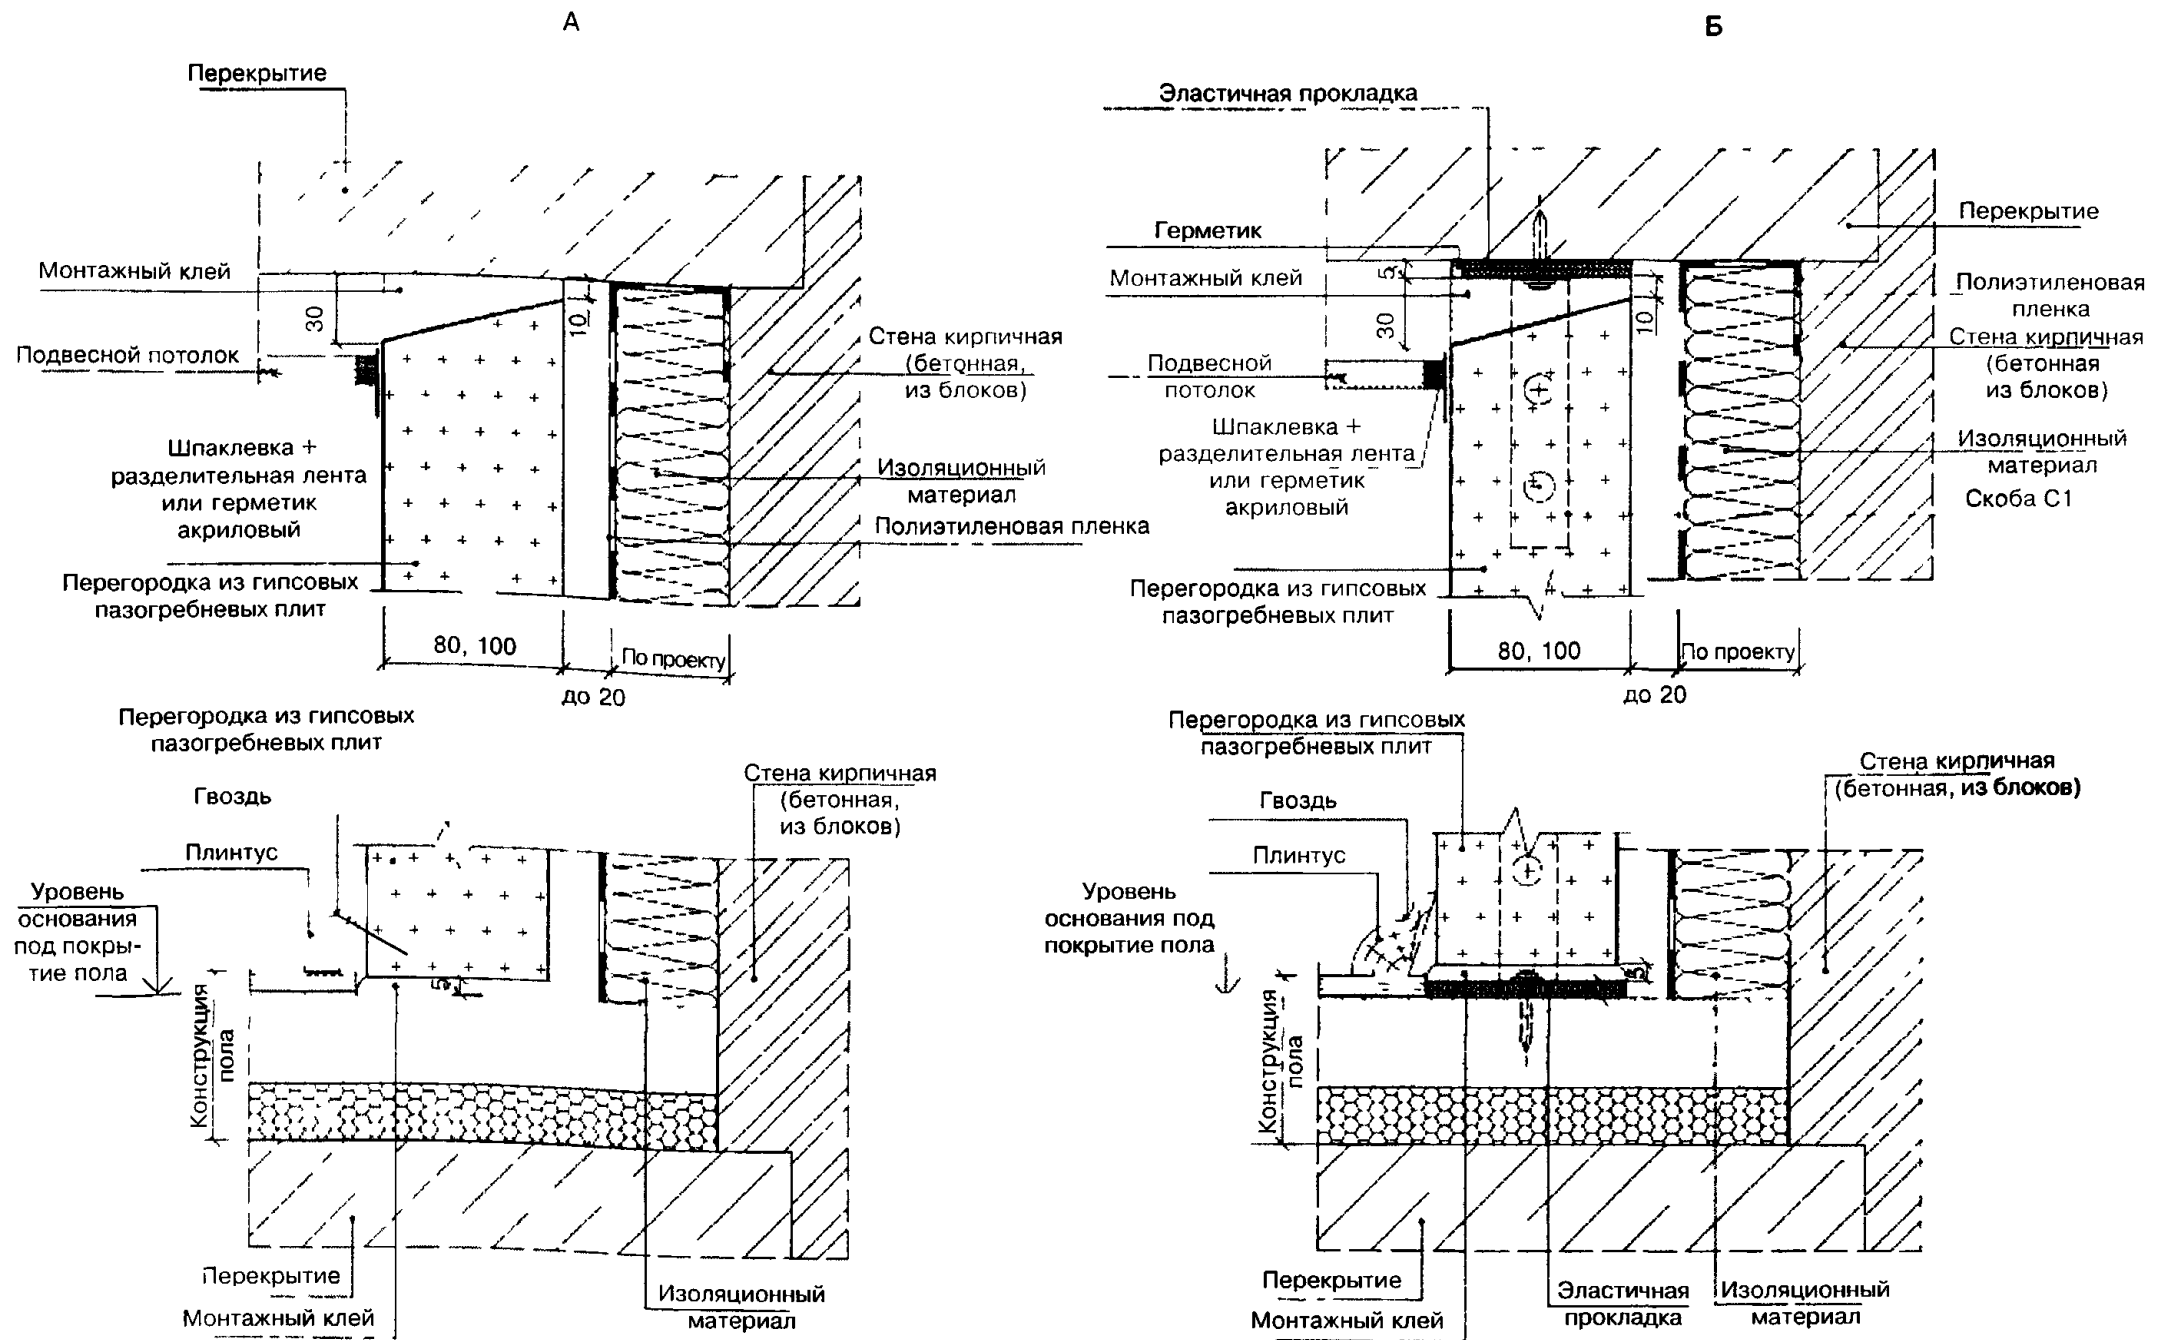 А
Перекрытие
Монтажный клей
30
10
Подвесной потолок
Стена кирпичная
(бетонная,
из блоков)
Шпаклевка +
разделительная лента
или герметик
акриловый
Изоляционный
материал
Полиэтиленовая пленка
Перегородка из гипсовых
пазогребневых плит
80, 100
По проекту
до 20
Перегородка из гипсовых
пазогребневых плит
Гвоздь
Стена кирпичная
(бетонная,
из блоков)
Плинтус
Уровень
основания
под покры-
тие пола
5
Конструкция
пола
Перекрытие
Монтажный клей
Изоляционный
материал
Б
Эластичная прокладка
Герметик
Перекрытие
Монтажный клей
5
30
10
Полиэтиленовая
пленка
Стена кирпичная
(бетонная
из блоков)
Подвесной
потолок
Шпаклевка +
разделительная лента
или герметик
акриловый
Изоляционный
материал
Скоба С1
Перегородка из гипсовых
пазогребневых плит
80, 100
По проекту
до 20
Перегородка из гипсовых
пазогребневых плит
Стена кирпичная
(бетонная, из блоков)
Гвоздь
Плинтус
Уровень
основания под
покрытие пола
5
Конструкция
пола
Перекрытие
Монтажный клей
Эластичная
прокладка
Изоляционный
материал